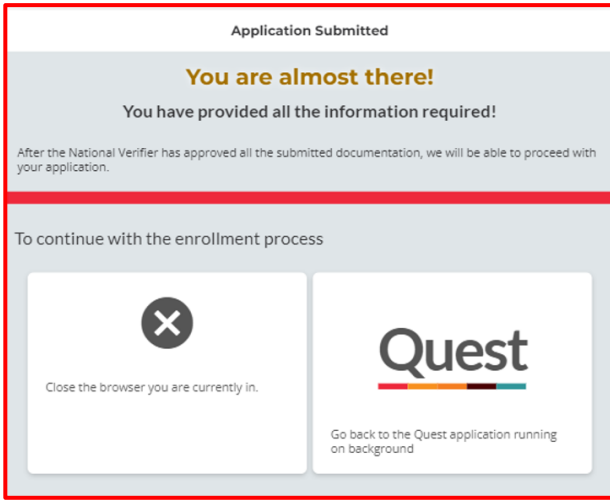 Application Submitted
You are almost there!
You have provided all the information required!
After the National Verifier has approved all the submitted documentation, we will be able to proceed with
your application.
To continue with the enrollment process
Close the browser you are currently in.
Quest
Go back to the Quest application running
on background